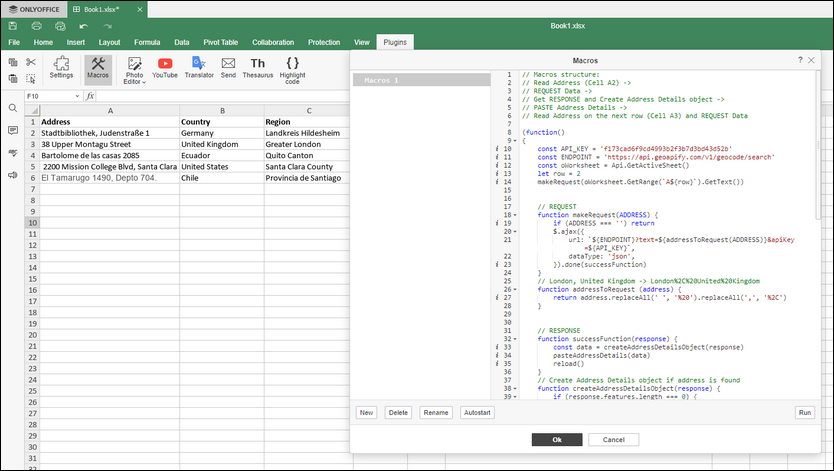 ONLYOFFICE Book1.xlsx* ×
Book1.xlsx
File Home Insert Layout Formula Data Pivot Table Collaboration Protection View Plugins
Settings Macros Photo Editor YouTube Translator Send Thesaurus Highlight code
F10 fx
A B C
1 Address Country Region
2 Stadtbibliothek, Judenstraße 1 Germany Landkreis Hildesheim
3 38 Upper Montagu Street United Kingdom Greater London
4 Bartolome de las casas 2085 Ecuador Quito Canton
5 2200 Mission College Blvd, Santa Clara United States Santa Clara County
6 El Tamarugo 1490, Depto 704. Chile Provincia de Santiago
7
8
9
10
11
12
13
14
15
16
17
18
19
20
21
22
23
24
25
26
27
28
29
30
31
32
Macros ? ×
Macros 1
1 // Macros structure:
2 // Read Address (Cell A2) ->
3 // REQUEST Data ->
4 // Get RESPONSE and Create Address Details object ->
5 // PASTE Address Details ->
6 // Read Address on the next row (Cell A3) and REQUEST Data
7
8 (function()
9 {
i 10 const API_KEY = 'f173cad6f9cd4993b2f3b7d3bd43d52b'
i 11 const ENDPOINT = 'https://api.geoapify.com/v1/geocode/search'
i 12 const oWorksheet = Api.GetActiveSheet()
i 13 let row = 2
i 14 makeRequest(oWorksheet.GetRange(`A${row}`).GetText())
15
16
17 // REQUEST
18 function makeRequest(ADDRESS) {
i 19 if (ADDRESS === '') return
20 $.ajax({
21 url: `${ENDPOINT}?text=${addressToRequest(ADDRESS)}&apiKey
=${API_KEY}`,
22 dataType: 'json',
i 23 }).done(successFunction)
24 }
25 // London, United Kingdom -> London%2C%20United%20Kingdom
26 function addressToRequest (address) {
i 27 return address.replaceAll(' ', '%20').replaceAll(',', '%2C')
28 }
29
30
31 // RESPONSE
32 function successFunction(response) {
i 33 const data = createAddressDetailsObject(response)
i 34 pasteAddressDetails(data)
i 35 reload()
36 }
37 // Create Address Details object if address is found
38 function createAddressDetailsObject(response) {
i 39 if (response.features.length === 0) {
New Delete Rename Autostart Run
Ok Cancel